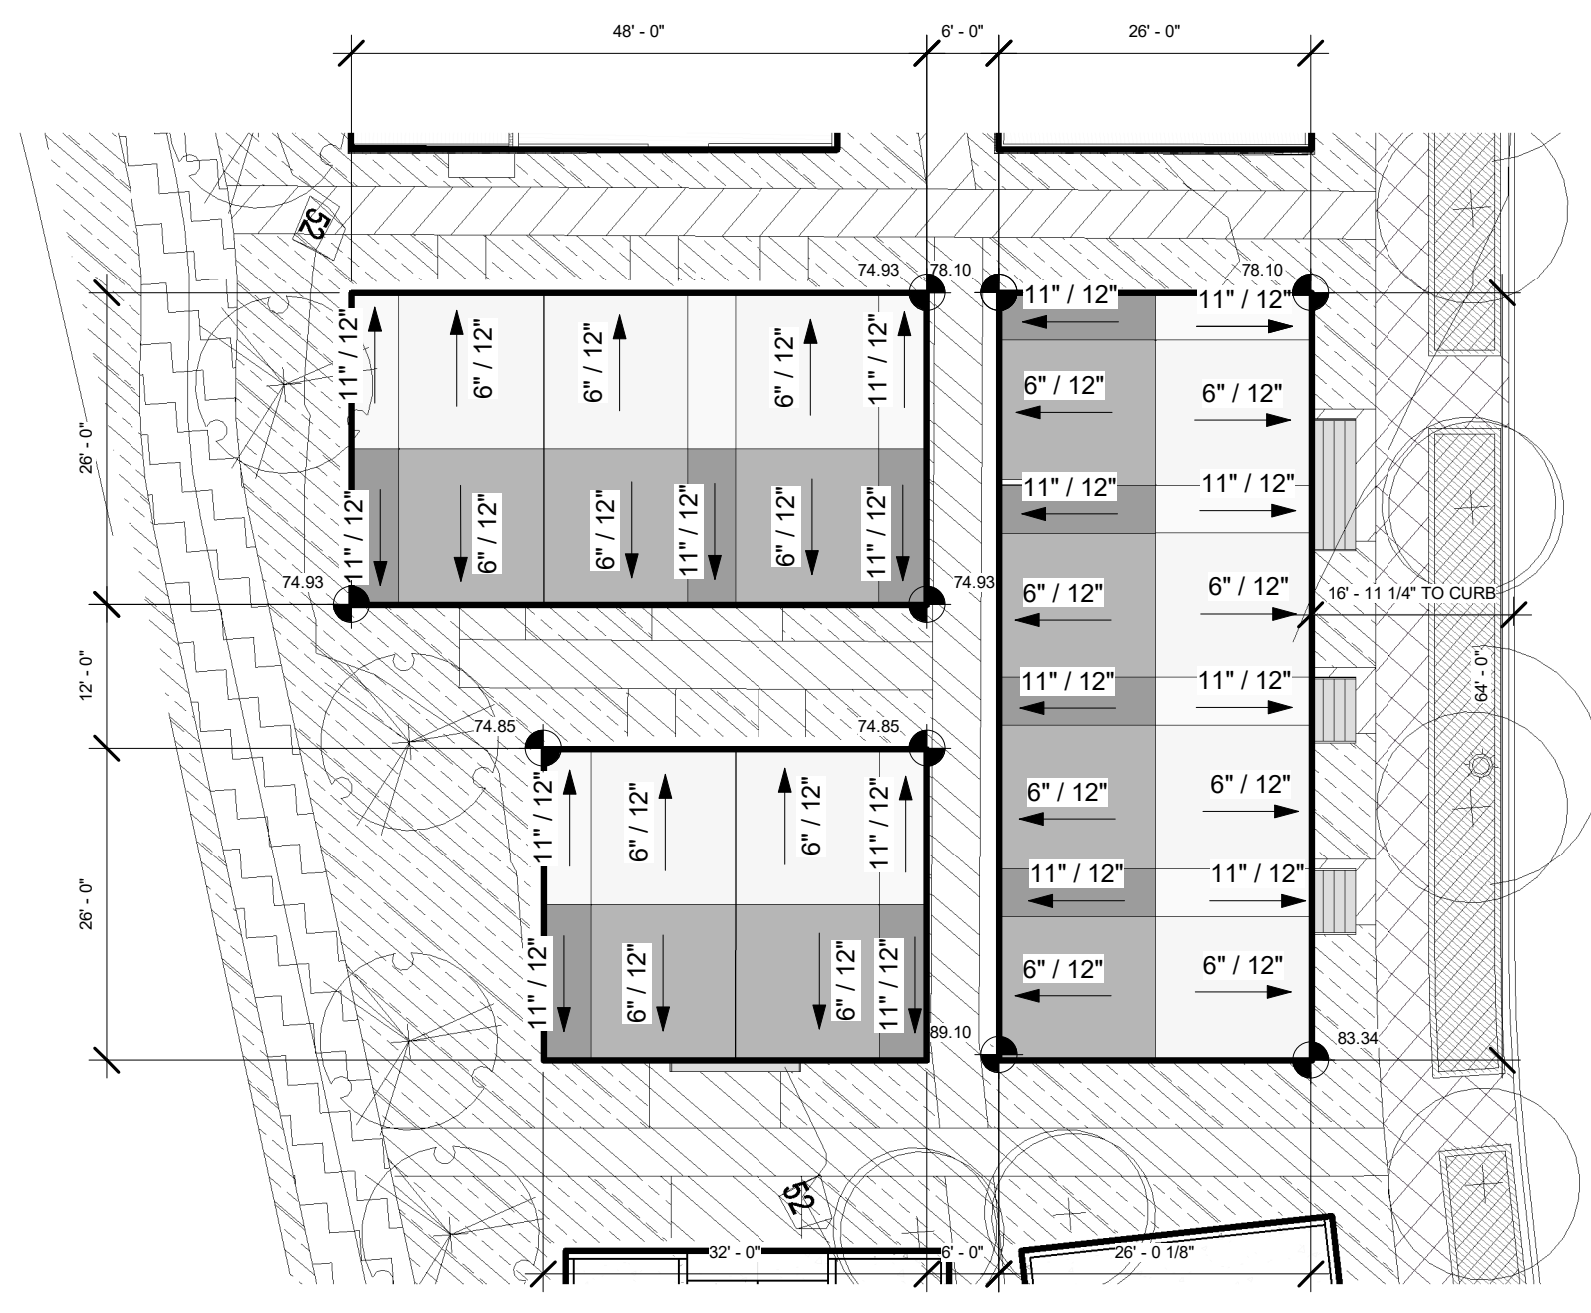 48' - 0"
6' - 0"
26' - 0"
52
74.93
78.10
78.10
11" / 12"
11" / 12"
11" / 12"
6" / 12"
6" / 12"
6" / 12"
11" / 12"
6" / 12"
6" / 12"
26' - 0"
11" / 12"
11" / 12"
11" / 12"
6" / 12"
6" / 12"
11" / 12"
6" / 12"
11" / 12"
74.93
74.93
6" / 12"
6" / 12"
16' - 11 1/4" TO CURB
12' - 0"
64' - 0"
11" / 12"
11" / 12"
74.85
74.85
11" / 12"
6" / 12"
6" / 12"
11" / 12"
6" / 12"
6" / 12"
26' - 0"
11" / 12"
11" / 12"
11" / 12"
6" / 12"
6" / 12"
11" / 12"
6" / 12"
6" / 12"
89.10
83.34
52
32' - 0"
6' - 0"
26' - 0 1/8"